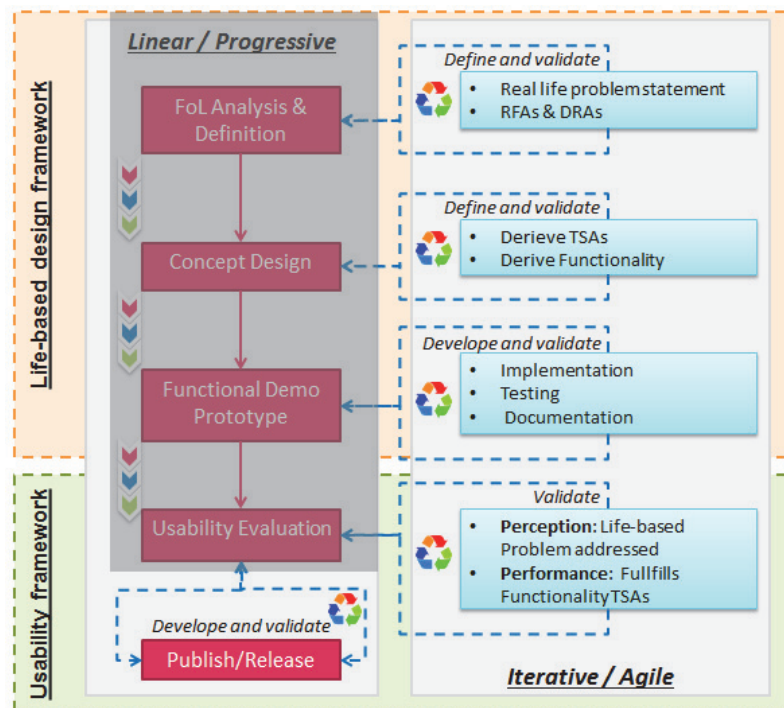 Life-based design framework
Usability framework
Linear / Progressive
FoL Analysis &
Definition
Concept Design
Functional Demo
Prototype
Usability Evaluation
Develope and validate
Publish/Release
Define and validate
• Real life problem statement
• RFAs & DRAs
Define and validate
• Derieve TSAs
• Derive Functionality
Develope and validate
• Implementation
• Testing
• Documentation
Validate
• Perception: Life-based
Problem addressed
• Performance: Fullfills
FunctionalityTSAs
Iterative / Agile